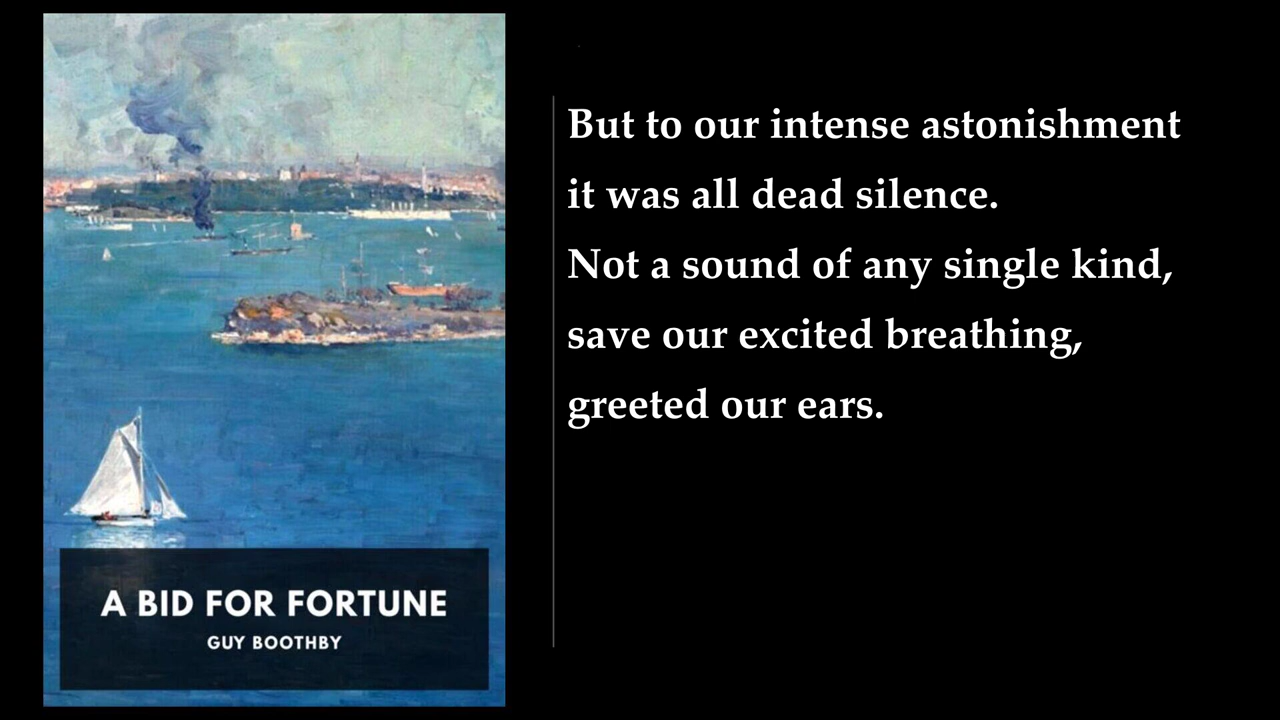 A BID FOR FORTUNE
GUY BOOTHBY
But to our intense astonishment
it was all dead silence.
Not a sound of any single kind,
save our excited breathing,
greeted our ears.